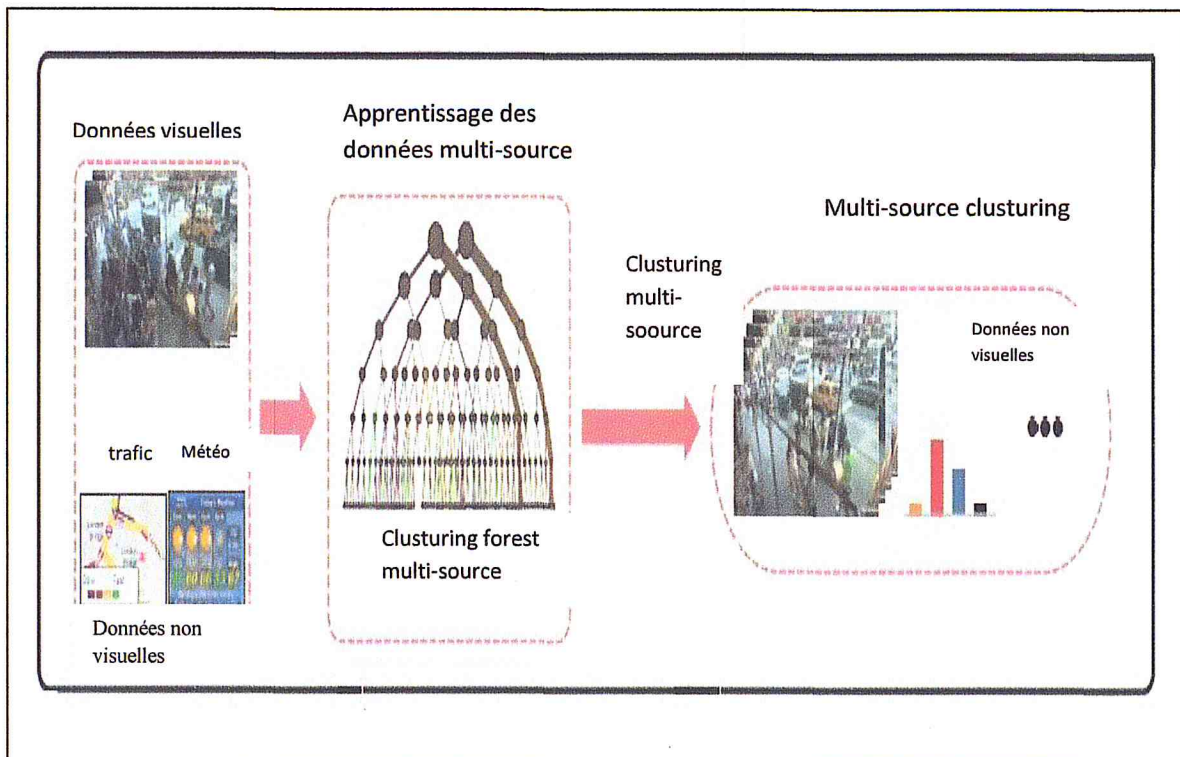 Données visuelles
trafic
Météo
Données non
visuelles
Apprentissage des
données multi-source
Clusturing forest
multi-source
Clusturing
multi-
soource
Multi-source clusturing
Données non
visuelles